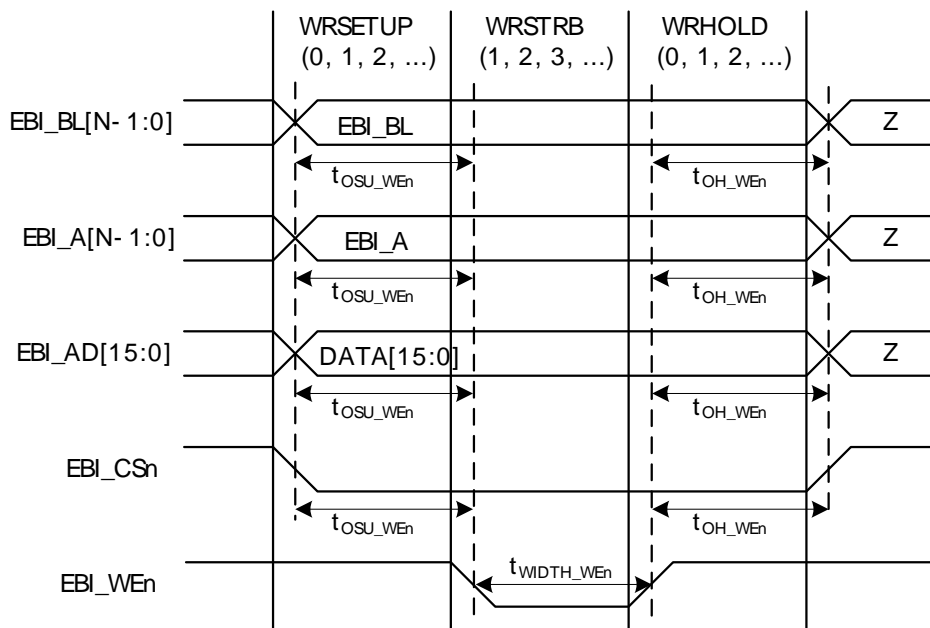 WRSETUP WRSTRB WRHOLD
(0, 1, 2, ...) (1, 2, 3, ...) (0, 1, 2, ...)
EBI_BL[N-1:0] EBI_BL Z
tOSU_WEn tOH_WEn
EBI_A[N-1:0] EBI_A Z
tOSU_WEn tOH_WEn
EBI_AD[15:0] DATA[15:0] Z
tOSU_WEn tOH_WEn
EBI_CSn
tOSU_WEn tOH_WEn
EBI_WEn tWIDTH_WEn